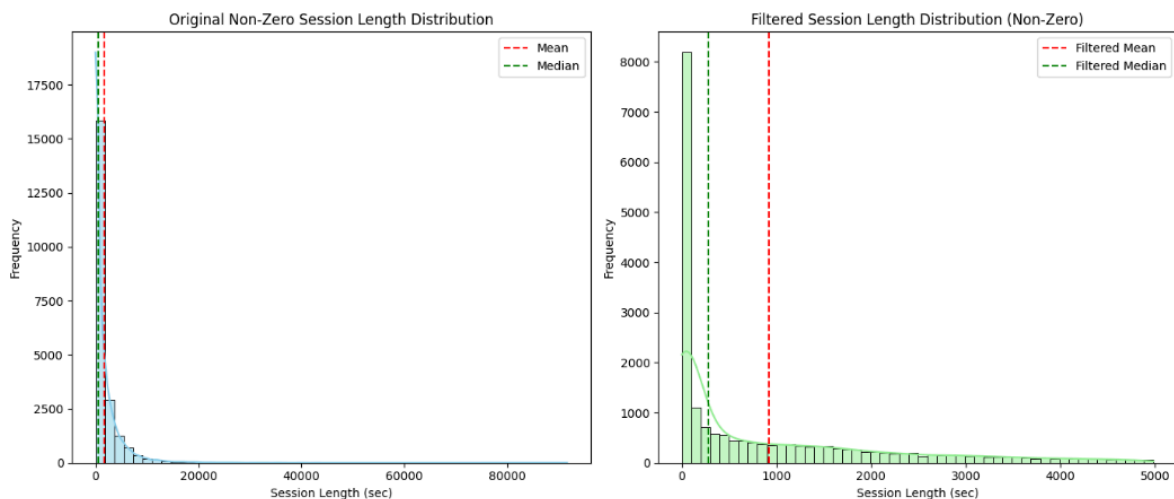 Original Non-Zero Session Length Distribution
Mean
Median
17500
15000
12500
10000
7500
5000
2500
0
Frequency
0
20000
40000
60000
80000
Session Length (sec)
Filtered Session Length Distribution (Non-Zero)
Filtered Mean
Filtered Median
8000
7000
6000
5000
4000
3000
2000
1000
0
Frequency
0
1000
2000
3000
4000
5000
Session Length (sec)